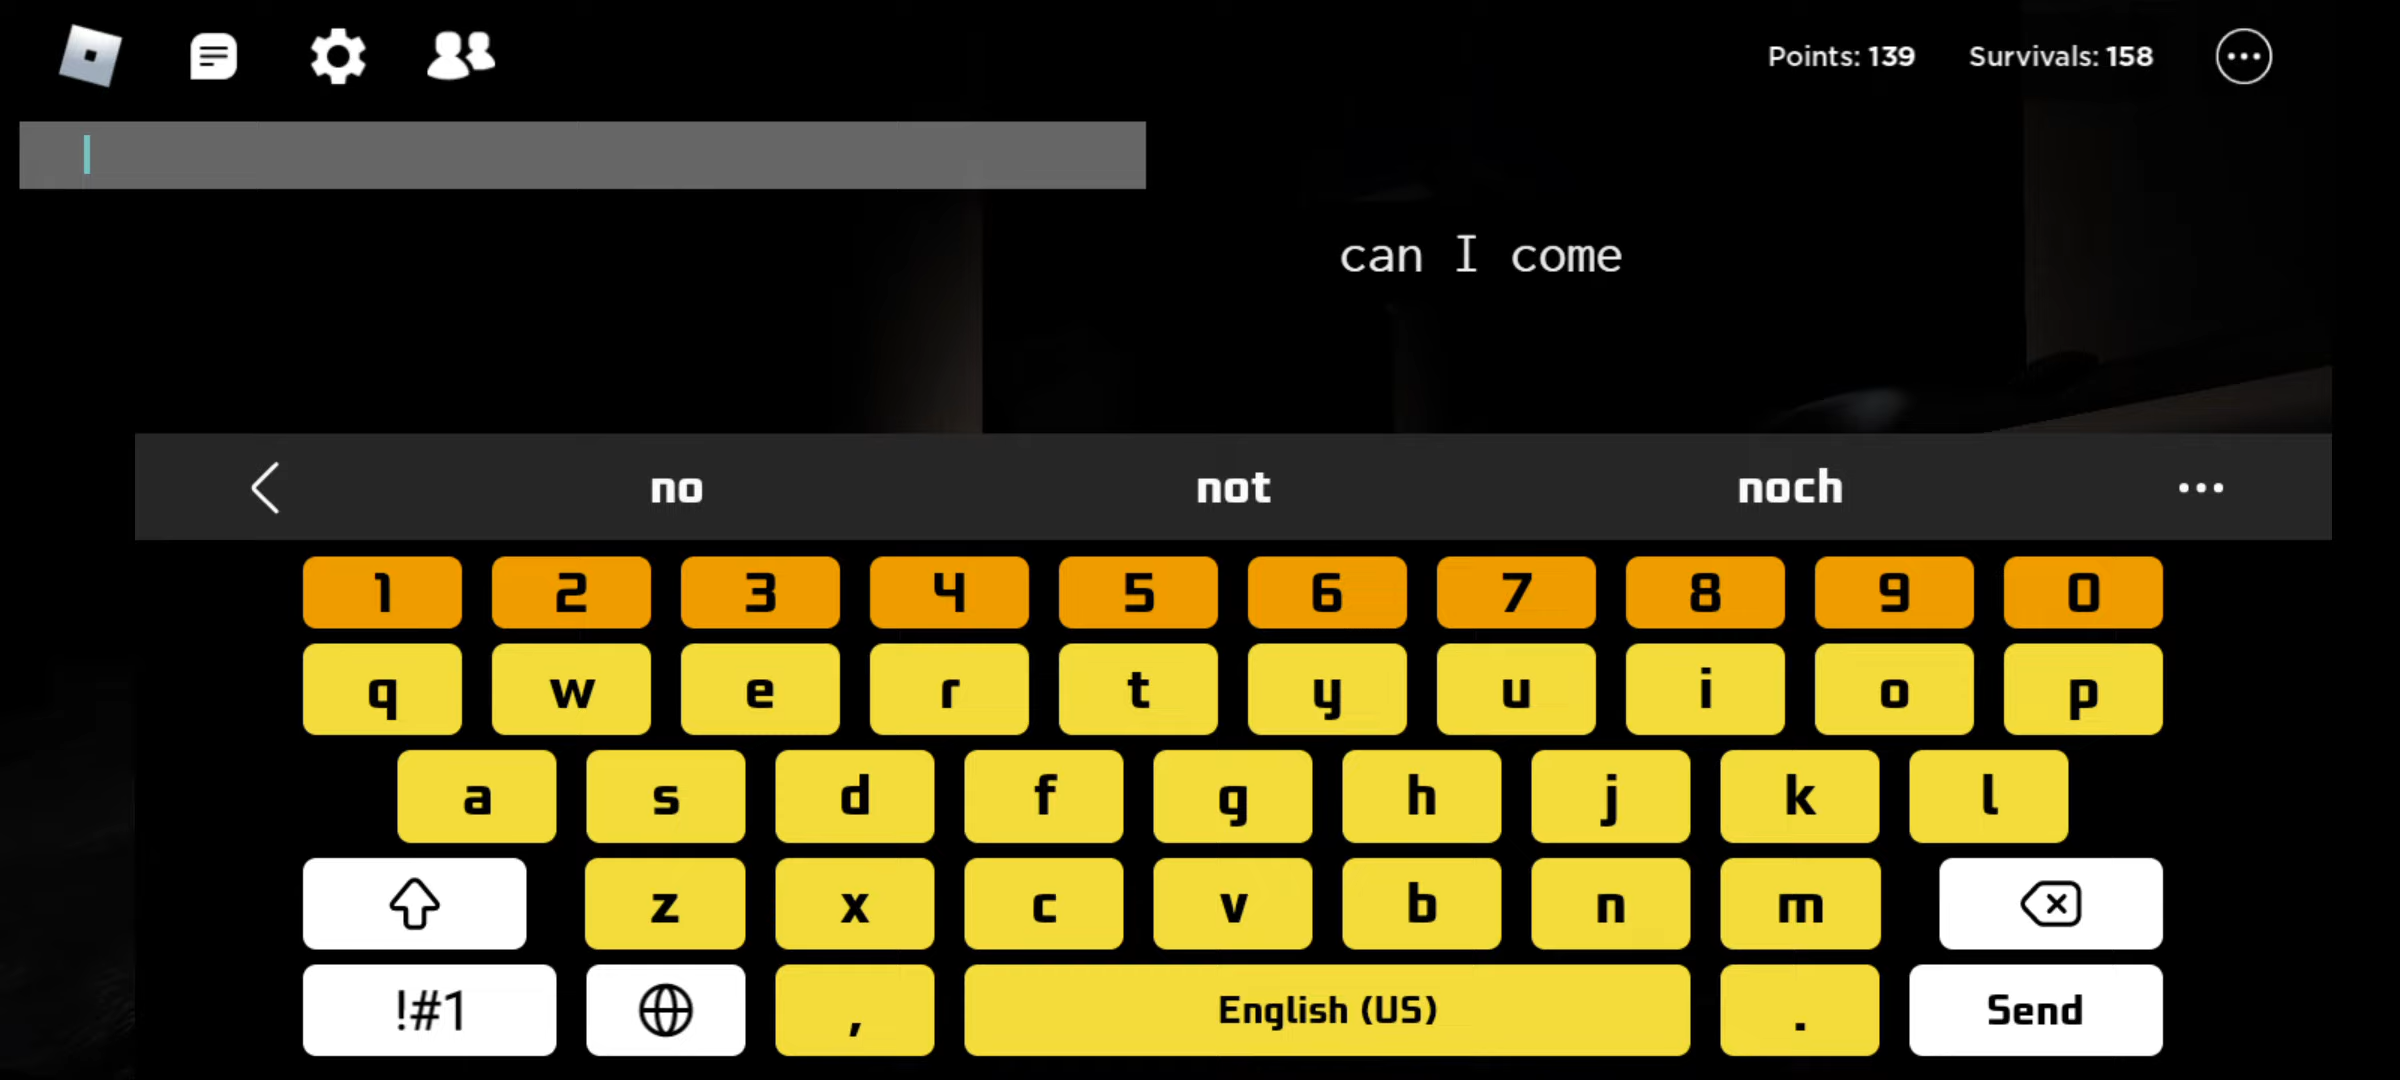 Points: 139 Survivals: 158
can I come
no not noch
1 2 3 4 5 6 7 8 9 0
q w e r t y u i o p
a s d f g h j k l
z x c v b n m
!#1 , English (US) . Send